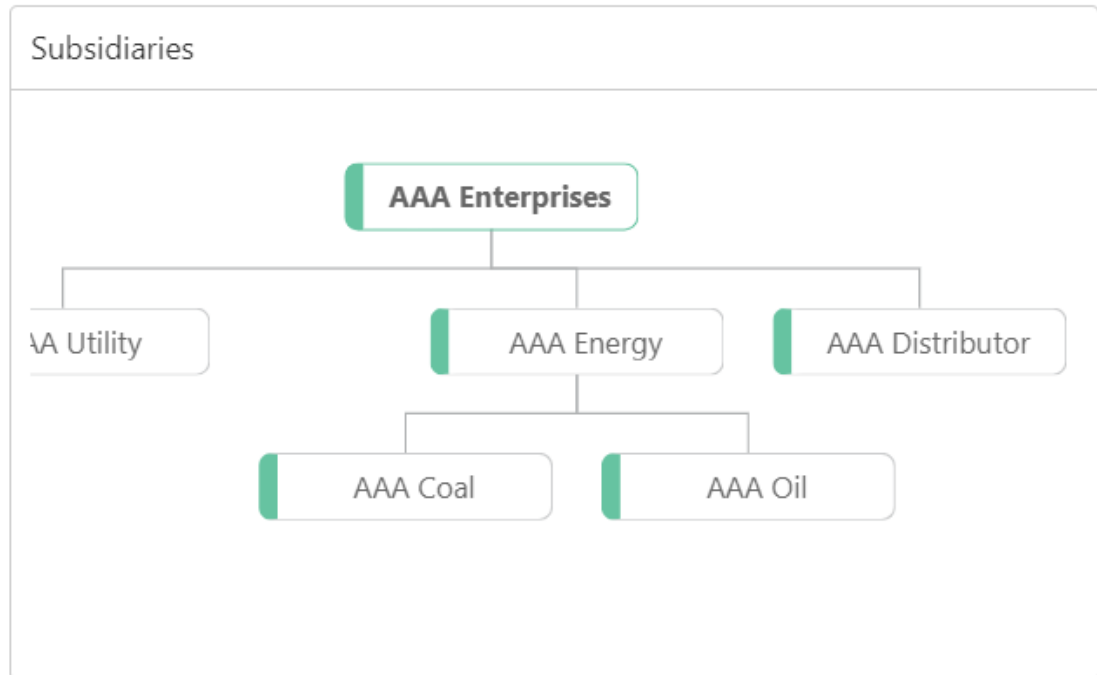 Subsidiaries
AAA Enterprises
AA Utility
AAA Energy
AAA Distributor
AAA Coal
AAA Oil